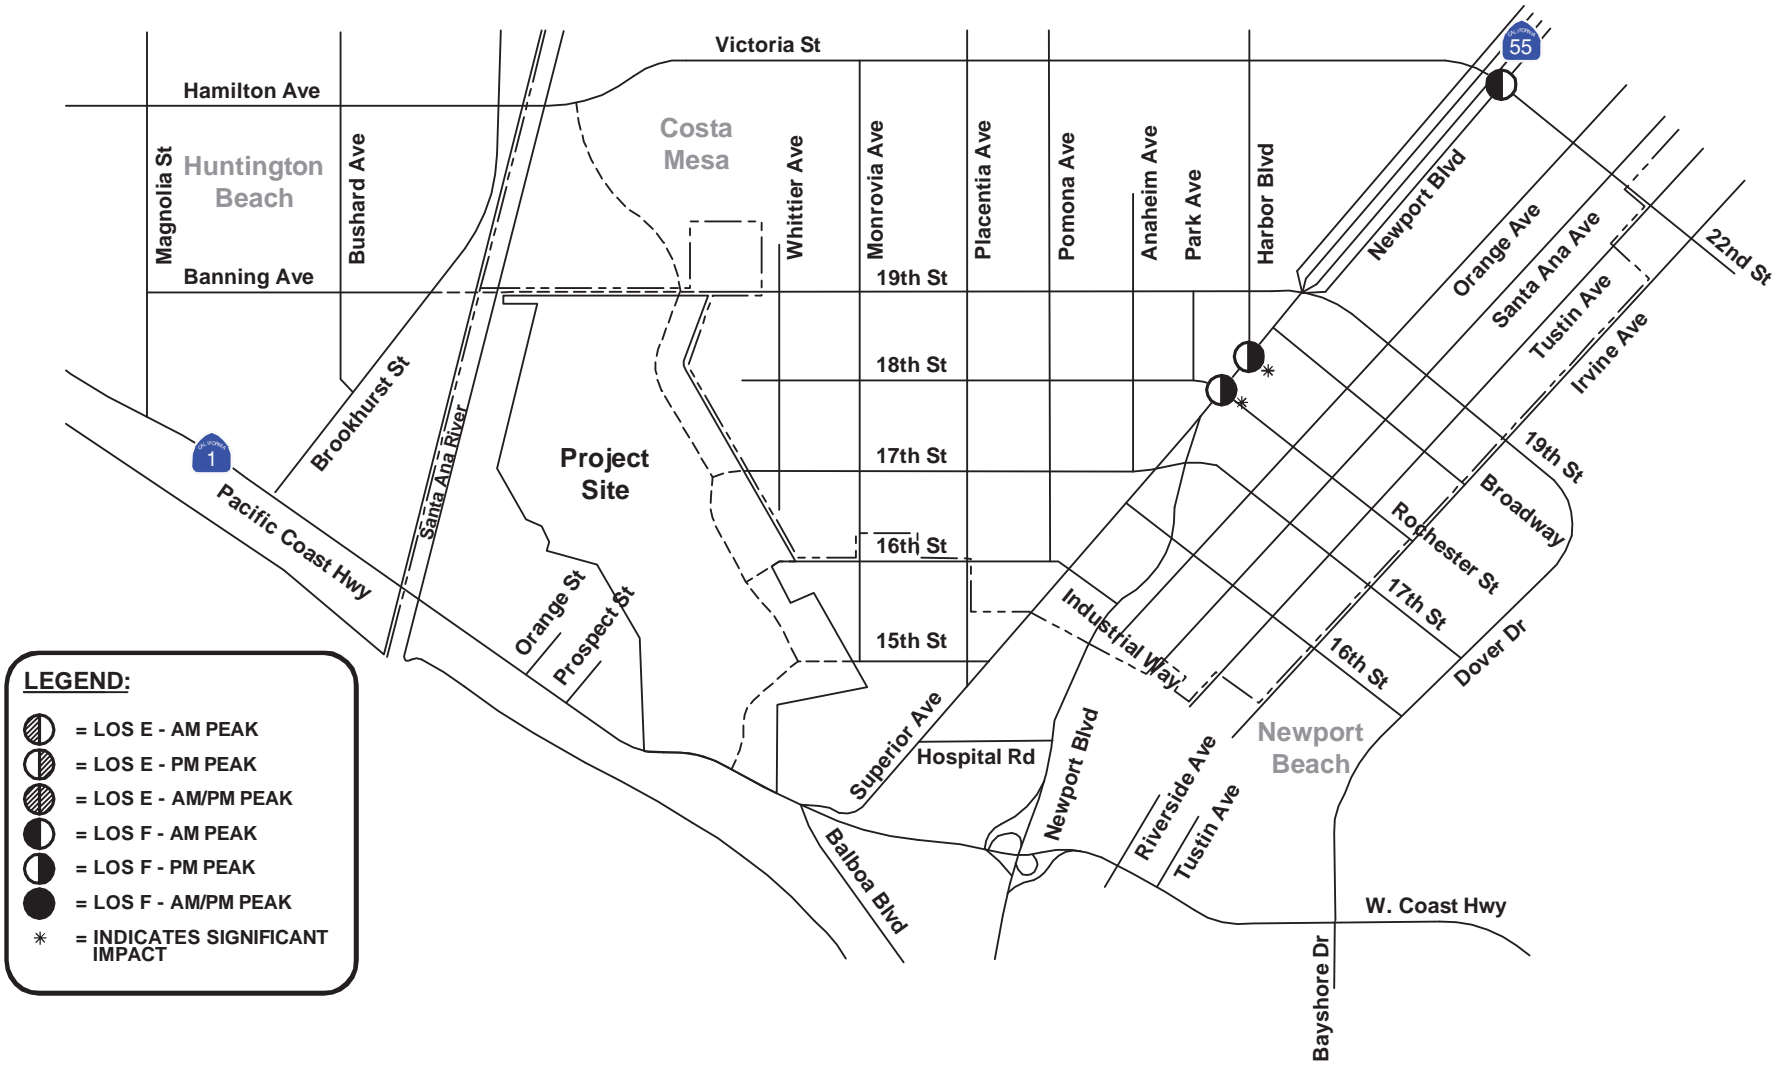 Victoria St
CALIFORNIA
55
Hamilton Ave
Costa
Mesa
Huntington
Beach
Magnolia St
Bushard Ave
Whittier Ave
Monrovia Ave
Placentia Ave
Pomona Ave
Anaheim Ave
Park Ave
Harbor Blvd
Newport Blvd
Orange Ave
Santa Ana Ave
Tustin Ave
Irvine Ave
22nd St
Banning Ave
19th St
18th St
Brookhurst St
Santa Ana River
Project
Site
17th St
19th St
Broadway
Rochester St
17th St
16th St
CALIFORNIA
1
Pacific Coast Hwy
16th St
Orange St
Prospect St
Industrial Way
15th St
Dover Dr
Superior Ave
Hospital Rd
Newport Blvd
Newport
Beach
Riverside Ave
Tustin Ave
Balboa Blvd
W. Coast Hwy
Bayshore Dr
LEGEND:
= LOS E - AM PEAK
= LOS E - PM PEAK
= LOS E - AM/PM PEAK
= LOS F - AM PEAK
= LOS F - PM PEAK
= LOS F - AM/PM PEAK
= INDICATES SIGNIFICANT
IMPACT